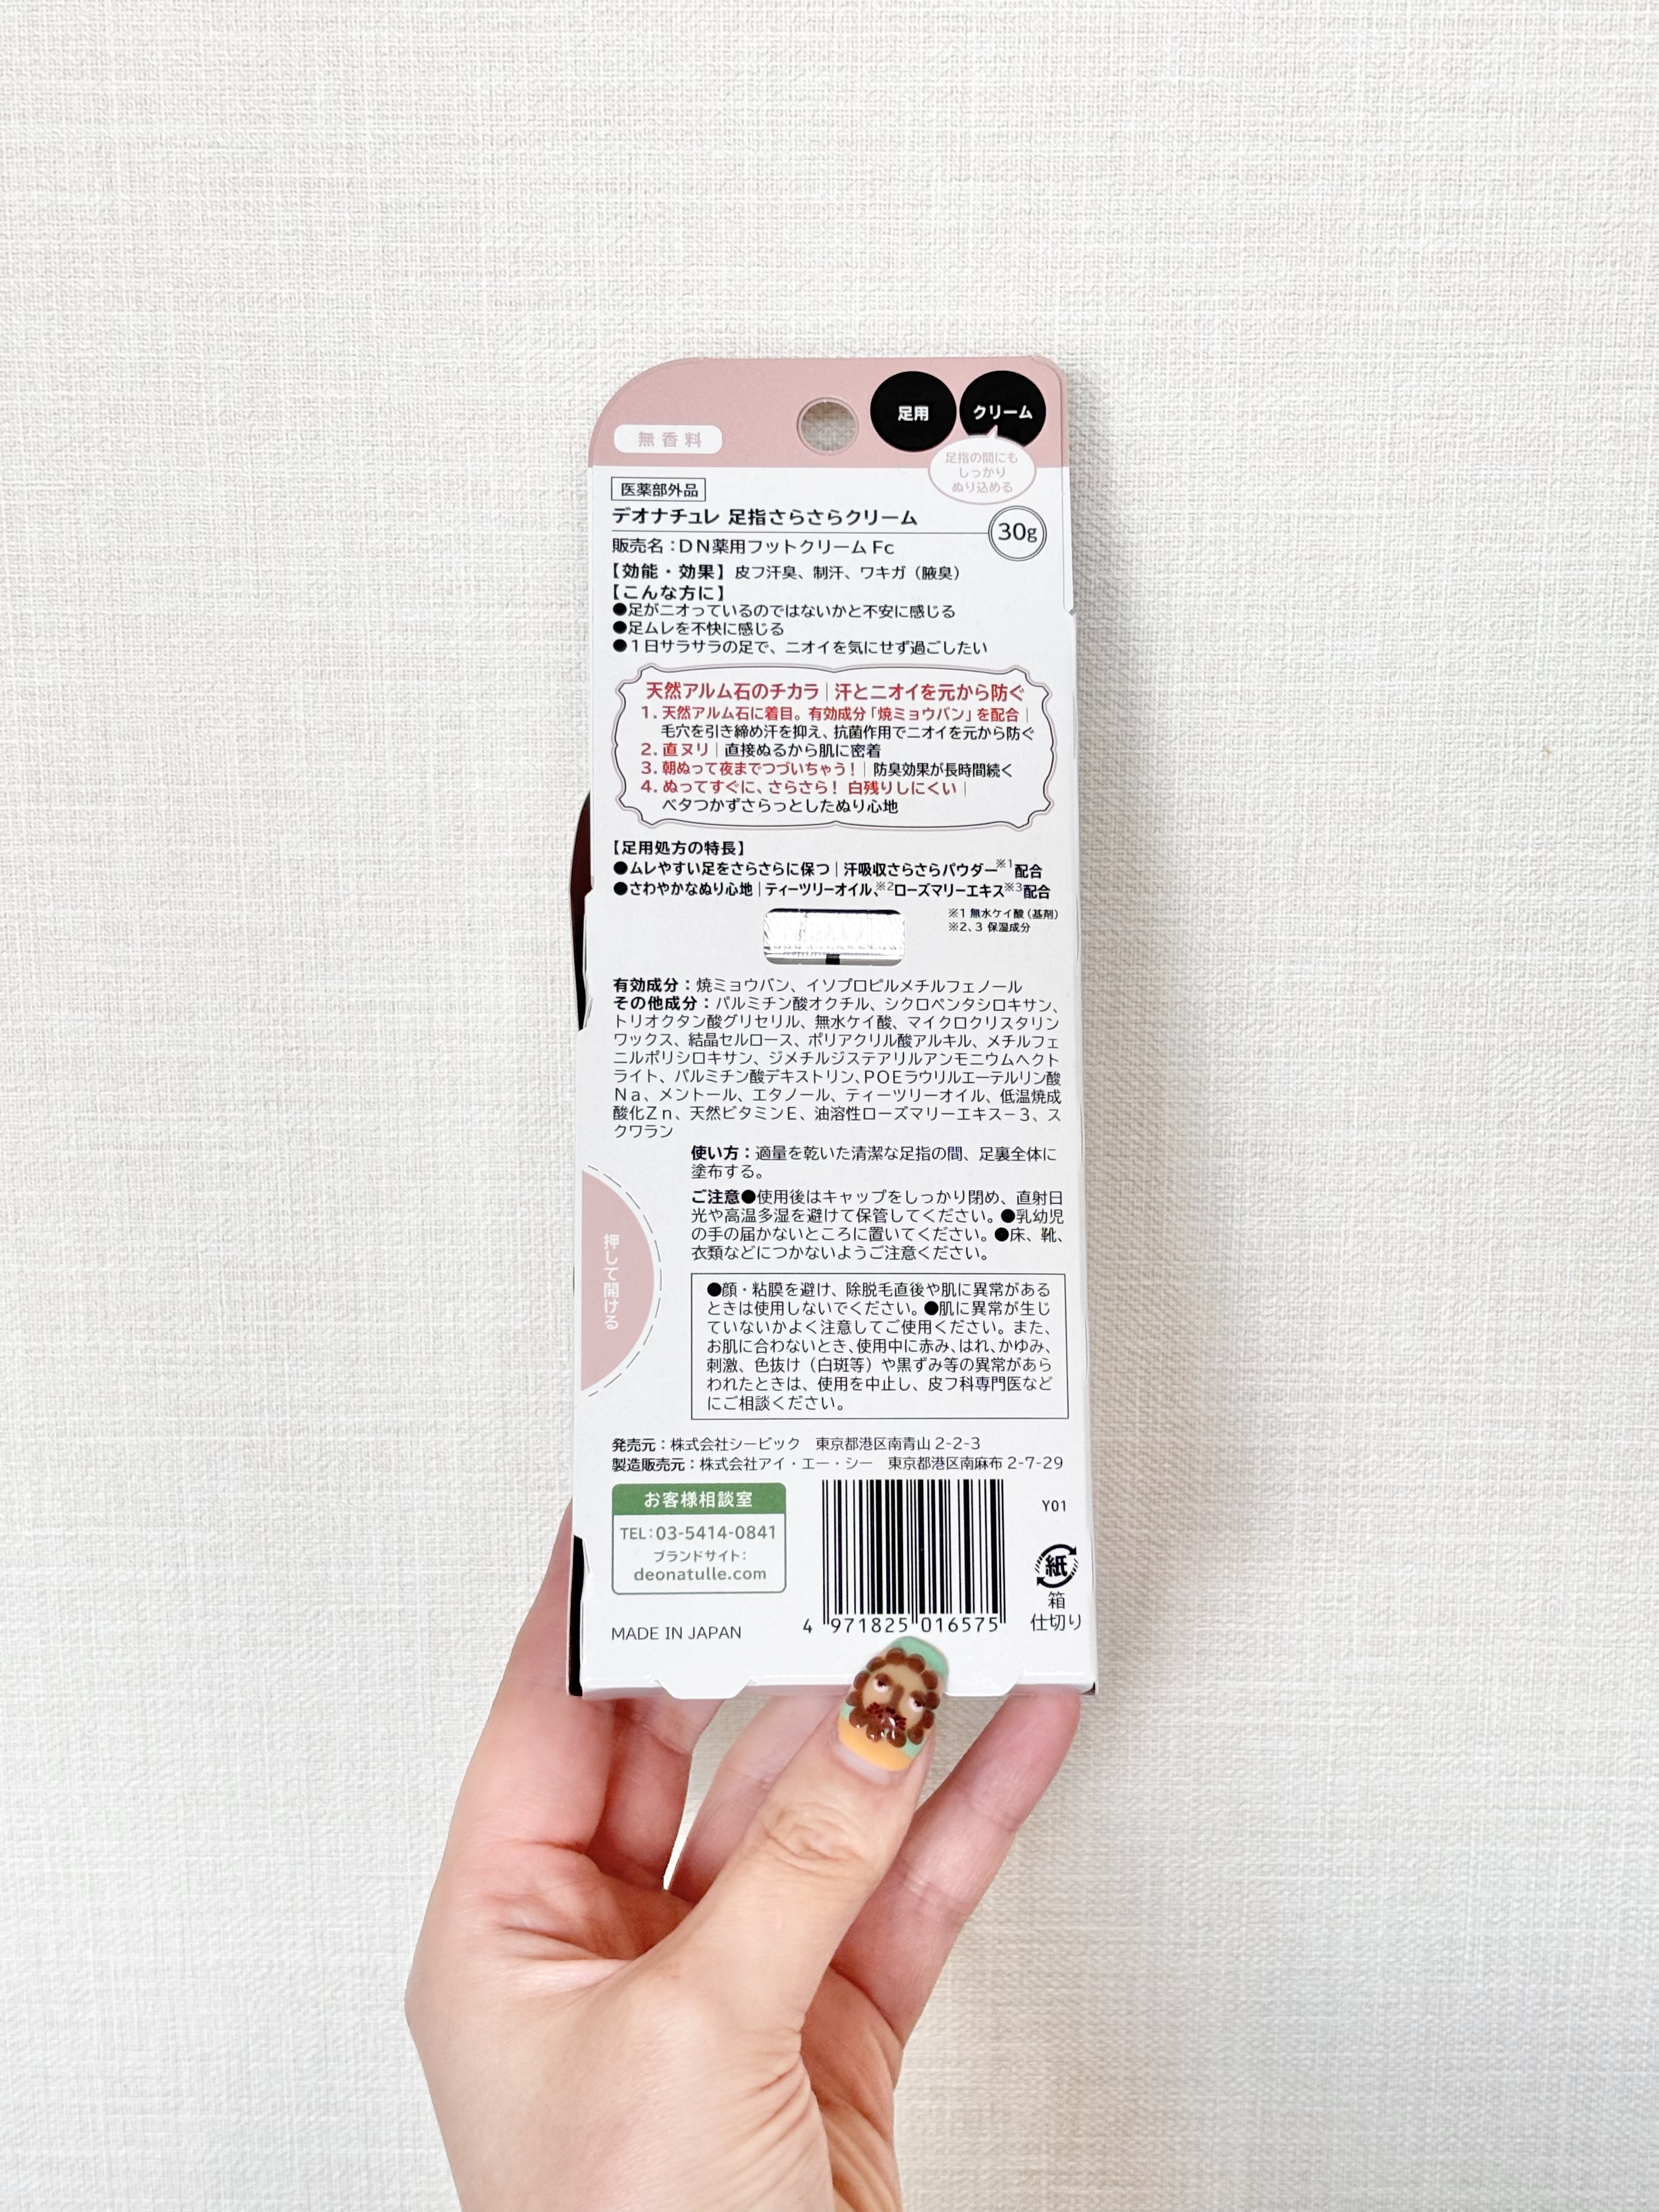 足用
クリーム
無香料
足指の間にも
しっかり
ぬり込める
医薬部外品
デオナチュレ 足指さらさらクリーム
30g
販売名：DN薬用フットクリーム Fc
【効能・効果】皮フ汗臭、制汗、ワキガ（腋臭）
【こんな方に】
●足がニオっているのではないかと不安に感じる
●足ムレを不快に感じる
●1日サラサラの足で、ニオイを気にせず過ごしたい
天然アルム石のチカラ｜汗とニオイを元から防ぐ
1. 天然アルム石に着目。有効成分「焼ミョウバン」を配合｜
毛穴を引き締め汗を抑え、抗菌作用でニオイを元から防ぐ
2. 直ヌリ｜直接ぬるから肌に密着
3. 朝ぬって夜までつづいちゃう！｜防臭効果が長時間続く
4. ぬってすぐに、さらさら！ 白残りしにくい｜
ベタつかずさらっとしたぬり心地
【足用処方の特長】
●ムレやすい足をさらさらに保つ｜汗吸収さらさらパウダー※1配合
●さわやかなぬり心地｜ティーツリーオイル、※2ローズマリーエキス※3配合
※1 無水ケイ酸（基剤）
※2、3 保湿成分
有効成分：焼ミョウバン、イソプロピルメチルフェノール
その他成分：パルミチン酸オクチル、シクロペンタシロキサン、
トリオクタン酸グリセリル、無水ケイ酸、マイクロクリスタリン
ワックス、結晶セルロース、ポリアクリル酸アルキル、メチルフェ
ニルポリシロキサン、ジメチルジステアリルアンモニウムヘクト
ライト、パルミチン酸デキストリン、POEラウリルエーテルリン酸
Na、メントール、エタノール、ティーツリーオイル、低温焼成
酸化Zn、天然ビタミンE、油溶性ローズマリーエキス−3、ス
クワラン
使い方：適量を乾いた清潔な足指の間、足裏全体に
塗布する。
ご注意●使用後はキャップをしっかり閉め、直射日
光や高温多湿を避けて保管してください。●乳幼児
の手の届かないところに置いてください。●床、靴、
衣類などにつかないようご注意ください。
押して開ける
●顔・粘膜を避け、除脱毛直後や肌に異常がある
ときは使用しないでください。●肌に異常が生じ
ていないかよく注意してご使用ください。また、
お肌に合わないとき、使用中に赤み、はれ、かゆみ、
刺激、色抜け（白斑等）や黒ずみ等の異常があら
われたときは、使用を中止し、皮フ科専門医など
にご相談ください。
発売元：株式会社シービック 東京都港区南青山 2-2-3
製造販売元：株式会社アイ・エー・シー 東京都港区南麻布 2-7-29
お客様相談室
TEL：03-5414-0841
ブランドサイト：
deonatulle.com
MADE IN JAPAN
4 971825 016575
Y01
紙
箱
仕切り